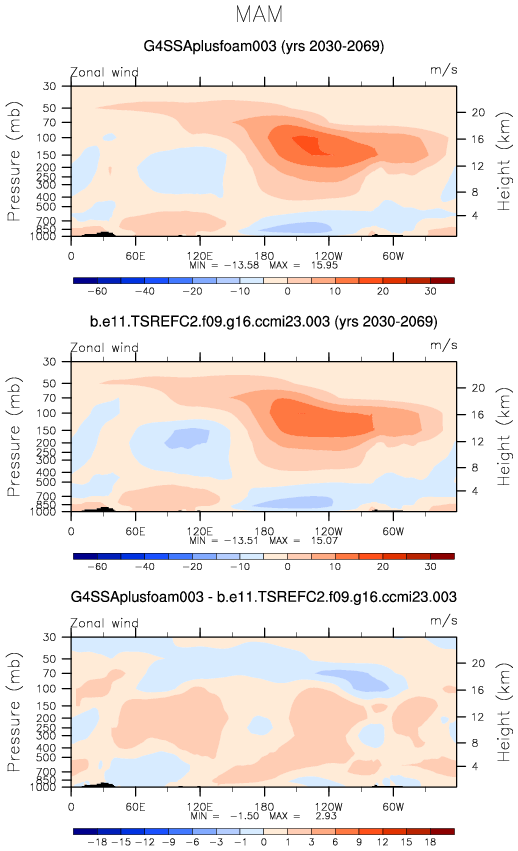 MAM
G4SSAplusfoam003 (yrs 2030-2069)
Zonal wind m/s
30
50
70
100
150
200
250
300
400
500
700
850
1000
Pressure (mb)
20
16
12
8
4
Height (km)
0 60E 120E 180 120W 60W
MIN = -13.58 MAX = 15.95
-60 -40 -20 -10 0 10 20 30
b.e11.TSREFC2.f09.g16.ccmi23.003 (yrs 2030-2069)
Zonal wind m/s
30
50
70
100
150
200
250
300
400
500
700
850
1000
Pressure (mb)
20
16
12
8
4
Height (km)
0 60E 120E 180 120W 60W
MIN = -13.51 MAX = 15.07
-60 -40 -20 -10 0 10 20 30
G4SSAplusfoam003 - b.e11.TSREFC2.f09.g16.ccmi23.003
Zonal wind m/s
30
50
70
100
150
200
250
300
400
500
700
850
1000
Pressure (mb)
20
16
12
8
4
Height (km)
0 60E 120E 180 120W 60W
MIN = -1.50 MAX = 2.93
-18 -15 -12 -9 -6 -3 -1 0 1 3 6 9 12 15 18